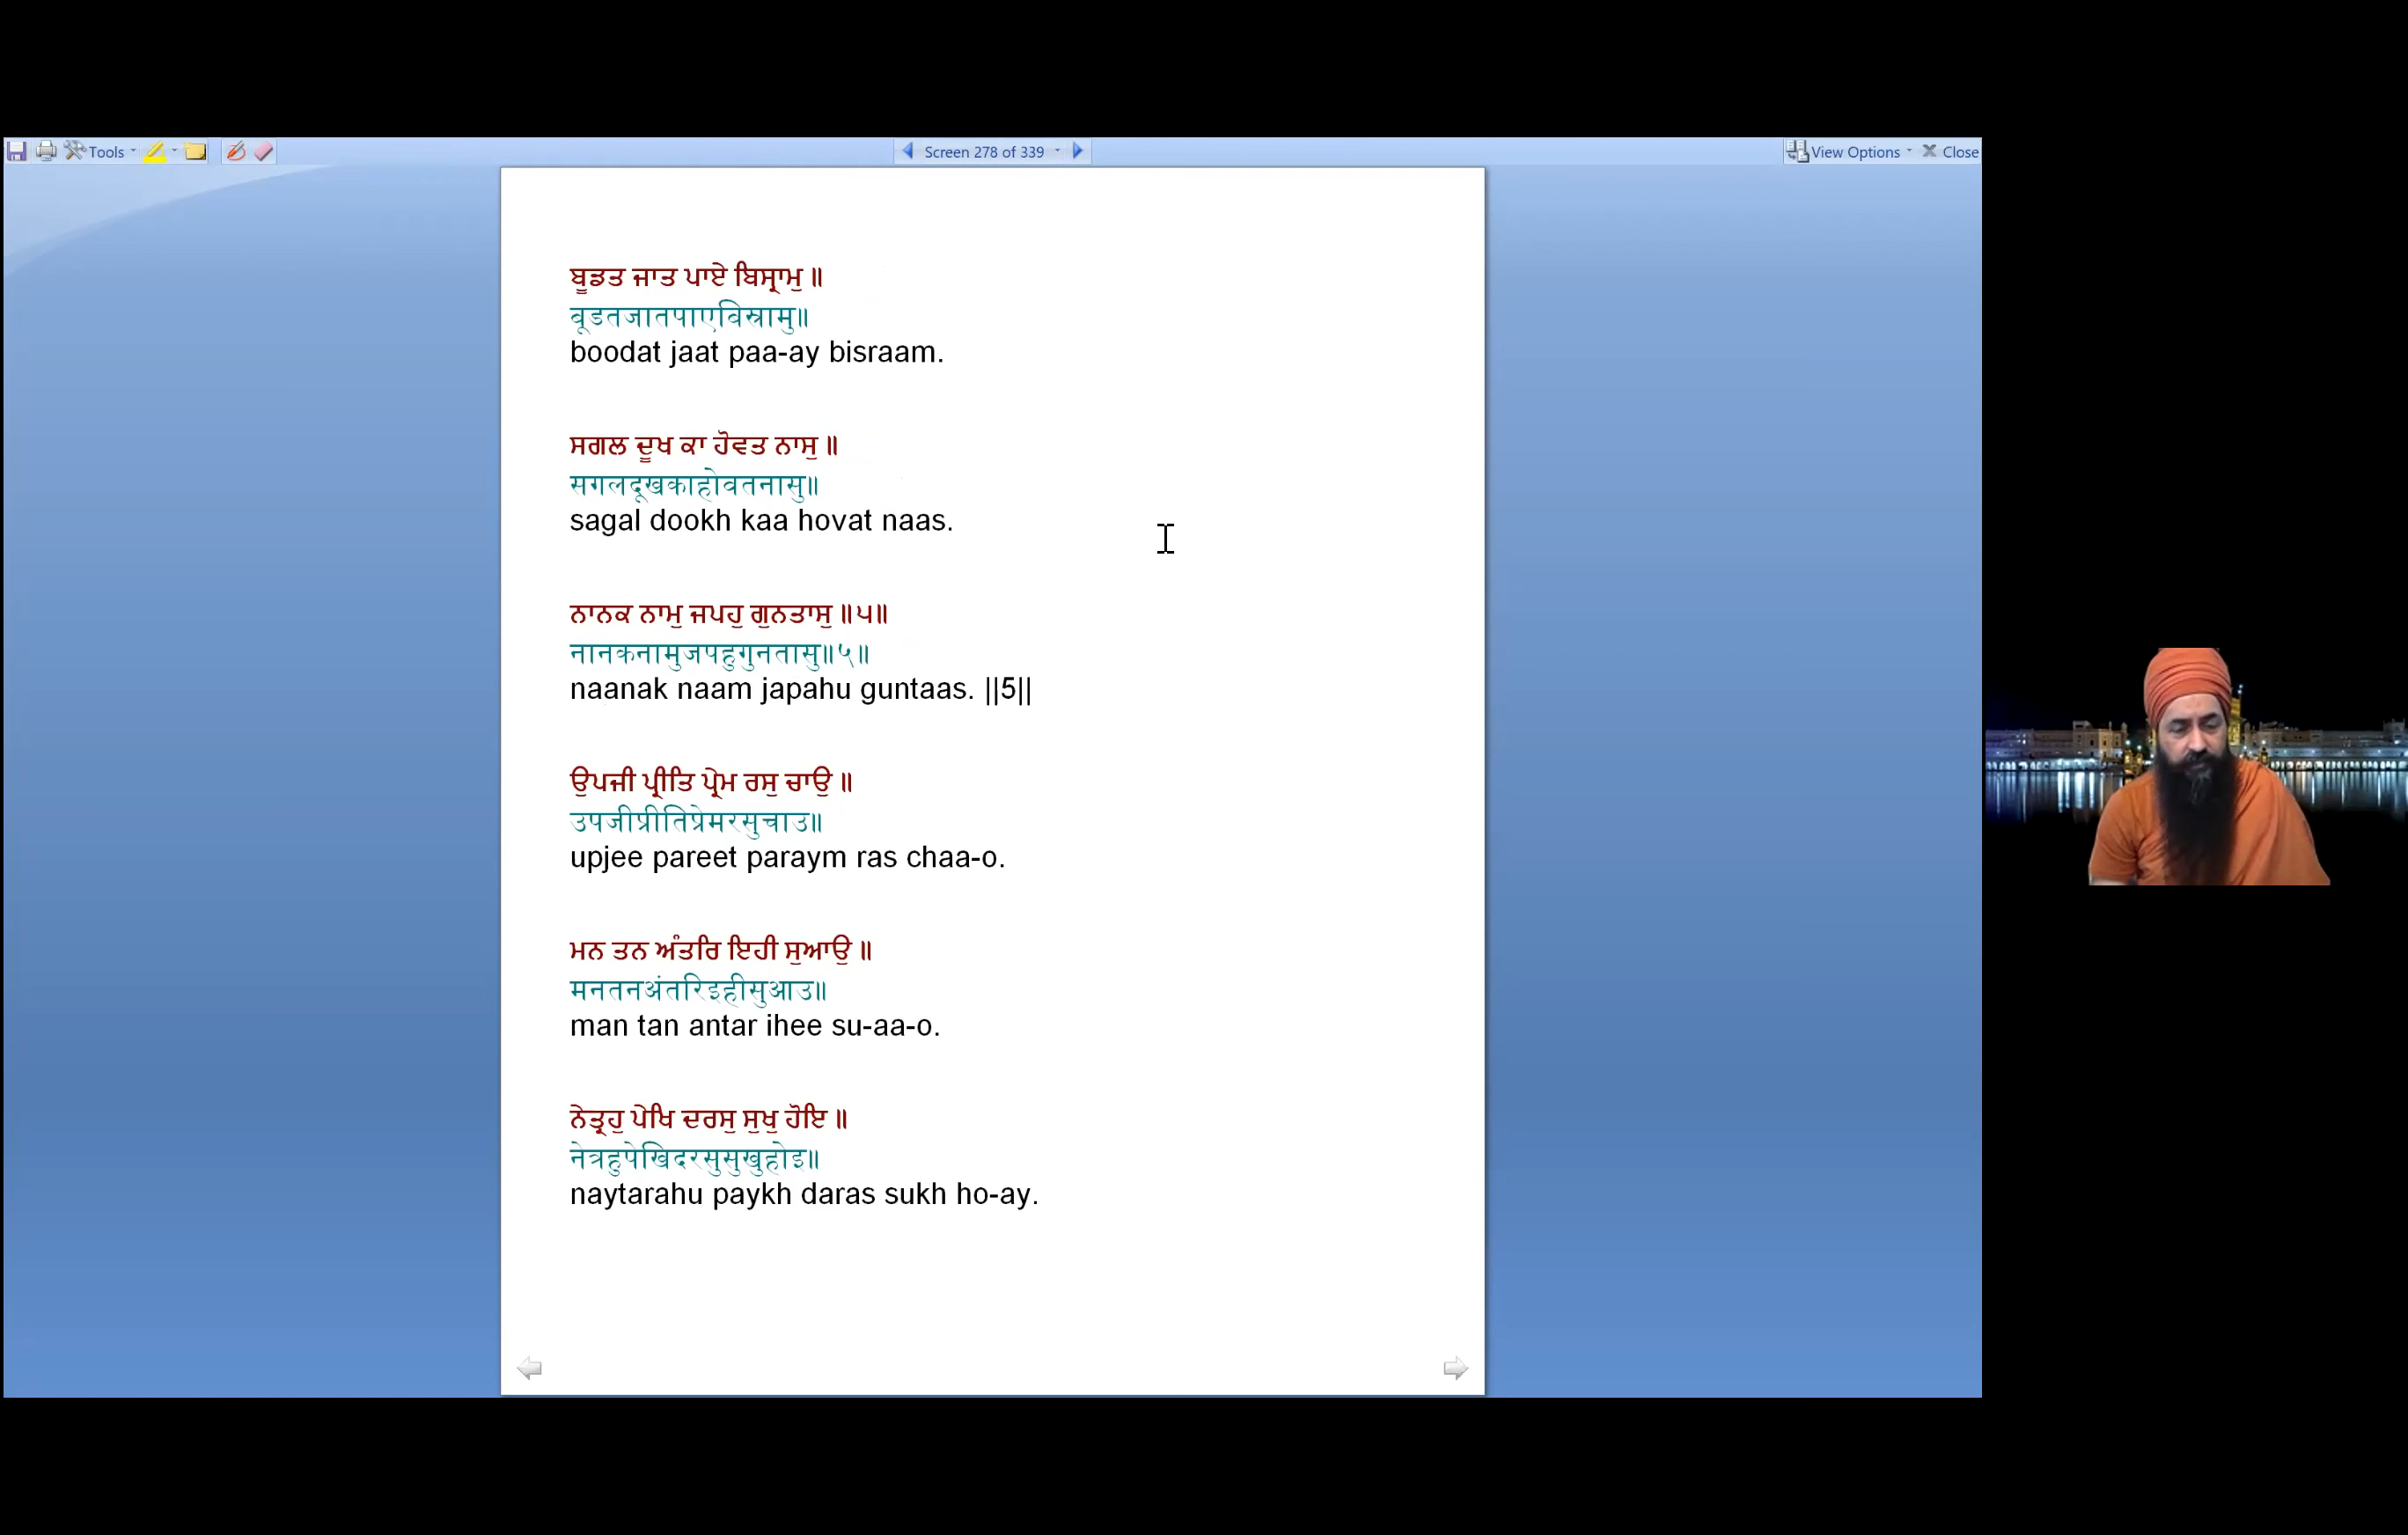 Tools
Screen 278 of 339
View Options
Close
ਬੂਡਤ ਜਾਤ ਪਾਏ ਬਿਸ੍ਰਾਮੁ ॥
बूडतजातपाएबिस्रामु॥
boodat jaat paa-ay bisraam.
ਸਗਲ ਦੂਖ ਕਾ ਹੋਵਤ ਨਾਸੁ ॥
सगलदूखकाहोवतनासु॥
sagal dookh kaa hovat naas.
ਨਾਨਕ ਨਾਮੁ ਜਪਹੁ ਗੁਨਤਾਸੁ ॥੫॥
नानकनामुजपहुगुनतासु॥५॥
naanak naam japahu guntaas. ||5||
ਉਪਜੀ ਪ੍ਰੀਤਿ ਪ੍ਰੇਮ ਰਸੁ ਚਾਉ ॥
उपजीप्रीतिप्रेमरसुचाउ॥
upjee pareet paraym ras chaa-o.
ਮਨ ਤਨ ਅੰਤਰਿ ਇਹੀ ਸੁਆਉ ॥
मनतनअंतरिइहीसुआउ॥
man tan antar ihee su-aa-o.
ਨੇਤ੍ਰਹੁ ਪੇਖਿ ਦਰਸੁ ਸੁਖੁ ਹੋਇ ॥
नेत्रहुपेखिदरसुसुखुहोइ॥
naytarahu paykh daras sukh ho-ay.